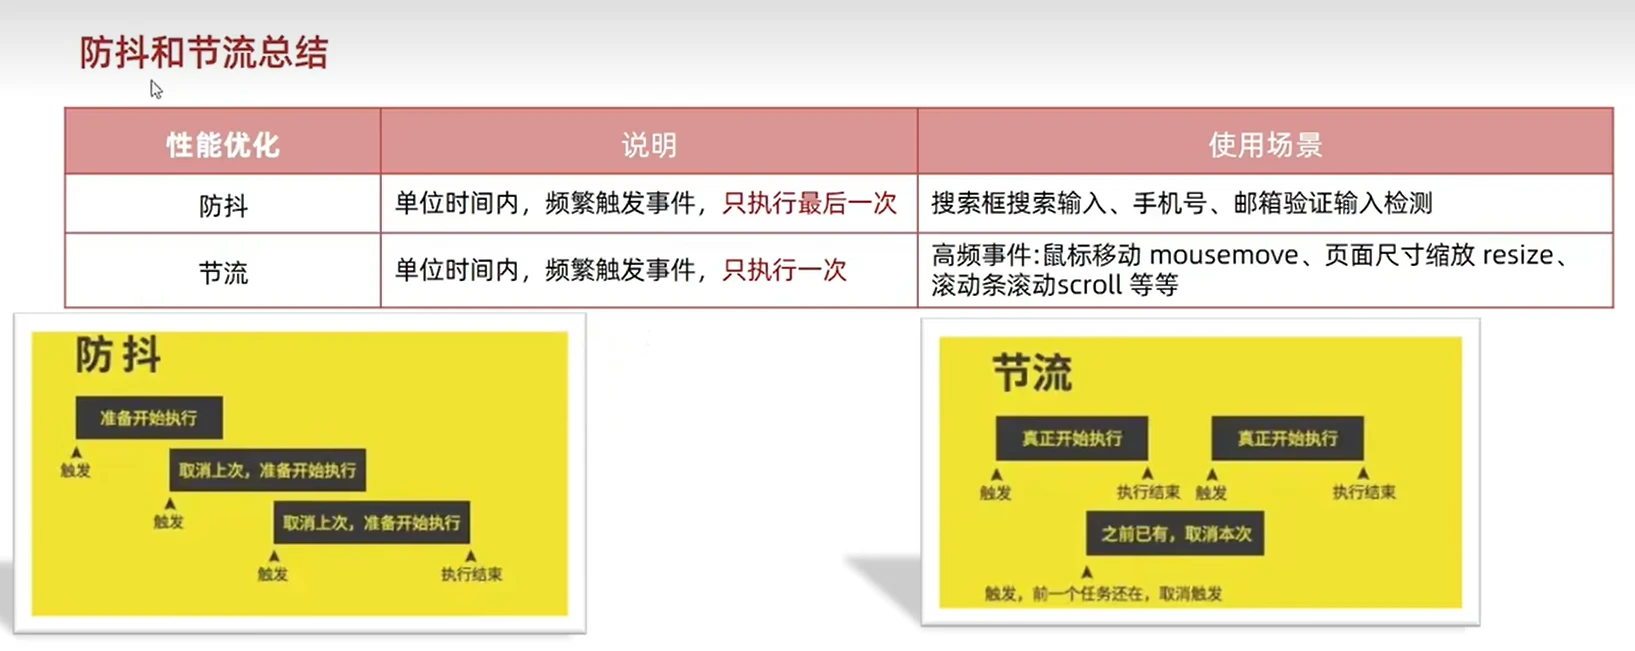 防抖和节流总结
性能优化
说明
使用场景
防抖
单位时间内，频繁触发事件，只执行最后一次
搜索框搜索输入、手机号、邮箱验证输入检测
节流
单位时间内，频繁触发事件，只执行一次
高频事件:鼠标移动 mousemove、页面尺寸缩放 resize、
滚动条滚动scroll 等等
防抖
准备开始执行
触发
取消上次，准备开始执行
触发
取消上次，准备开始执行
触发
执行结束
节流
真正开始执行
真正开始执行
触发
执行结束
触发
执行结束
之前已有，取消本次
触发，前一个任务还在，取消触发